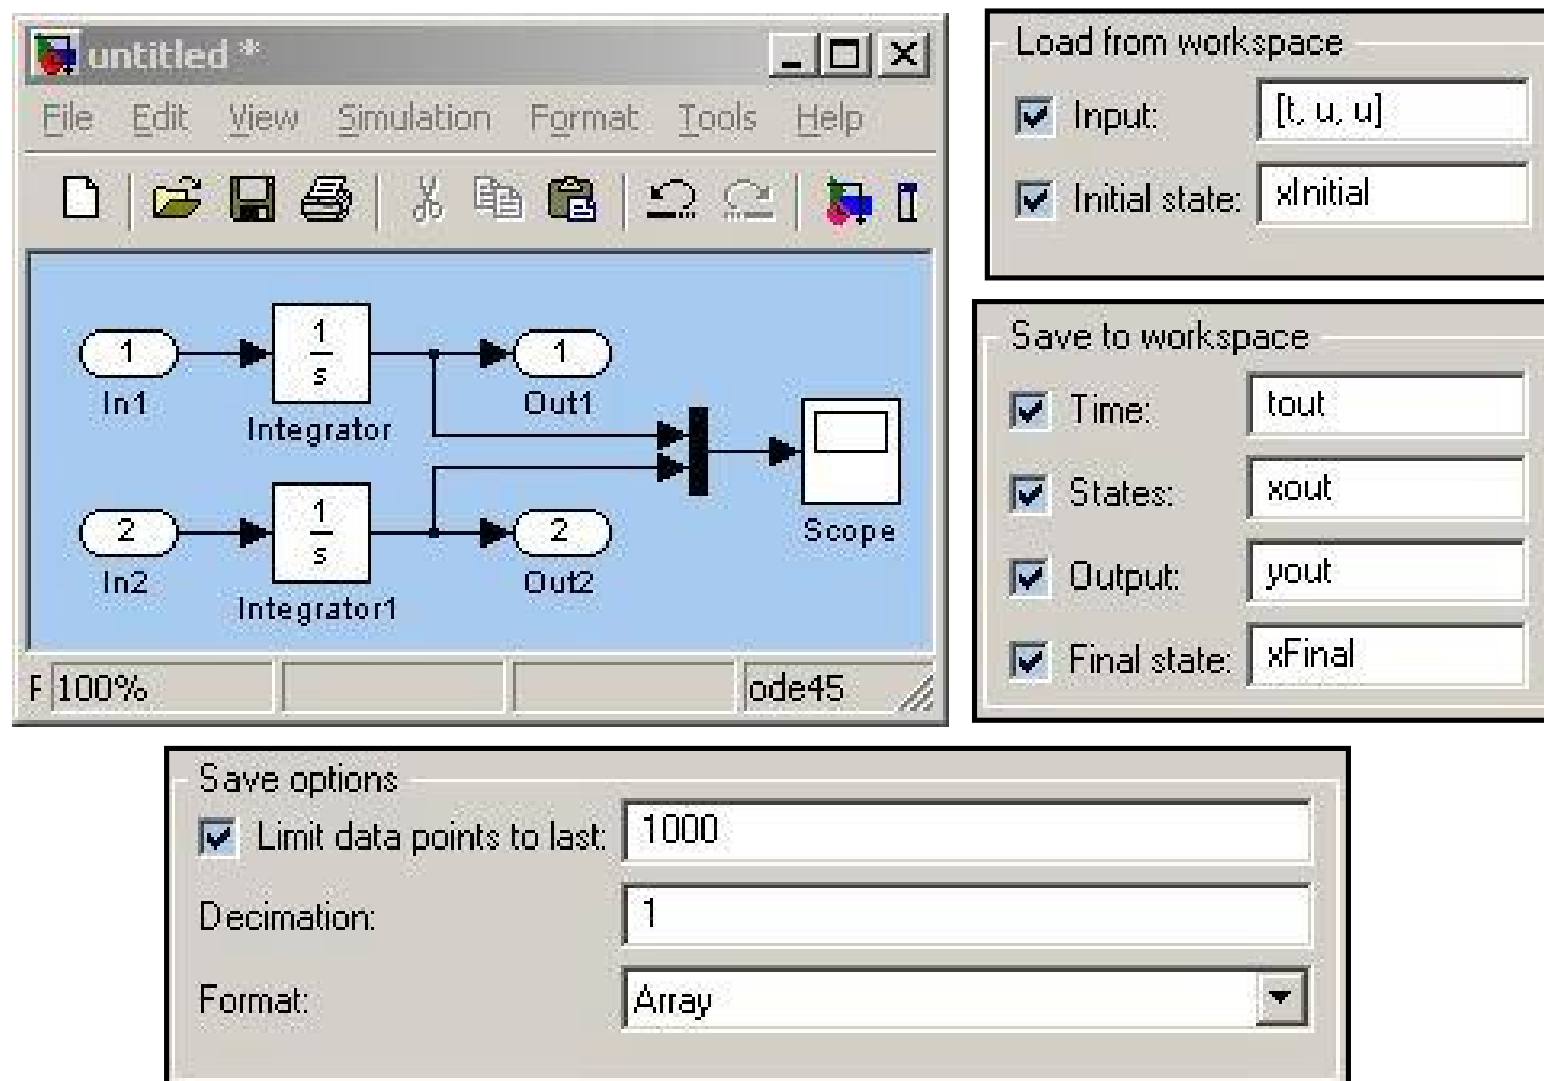 untitled *
File Edit View Simulation Format Tools Help
1
In1
1
s
Integrator
1
Out1
2
In2
1
s
Integrator1
2
Out2
Scope
F 100%
ode45
Load from workspace
Input: [t, u, u]
Initial state: xInitial
Save to workspace
Time: tout
States: xout
Output: yout
Final state: xFinal
Save options
Limit data points to last: 1000
Decimation: 1
Format: Array